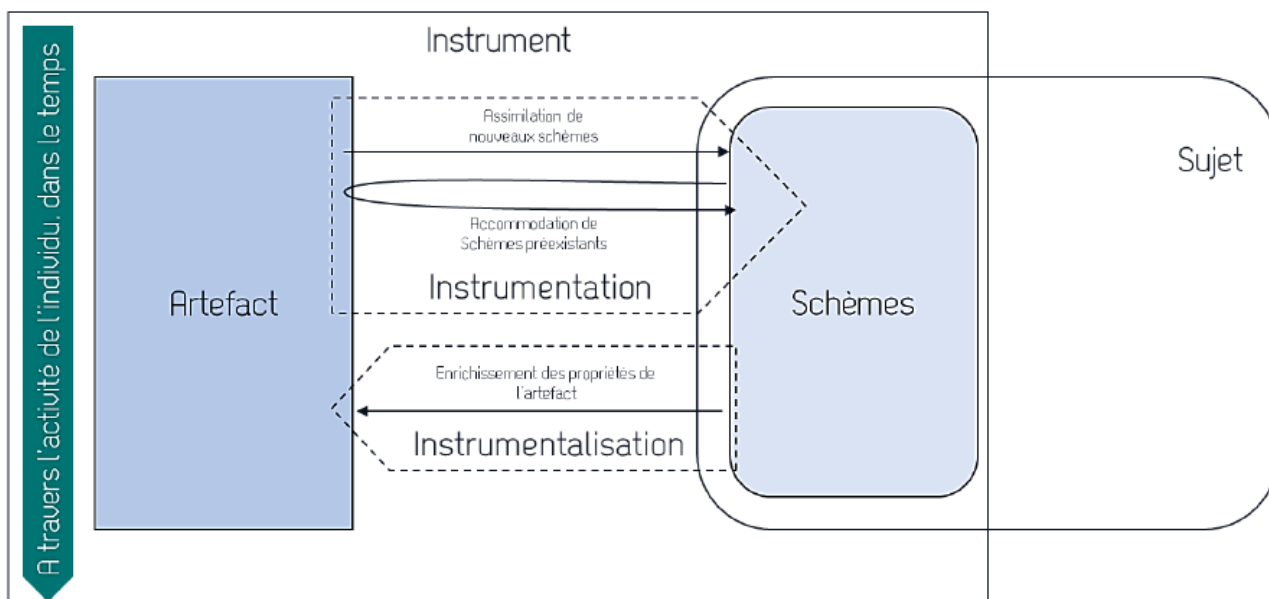 A travers l'activité de l'individu, dans le temps
Instrument
Assimilation de
nouveaux schèmes
Sujet
Accommodation de
Schèmes préexistants
Instrumentation
Artefact
Schèmes
Enrichissement des propriétés de
l'artefact
Instrumentalisation